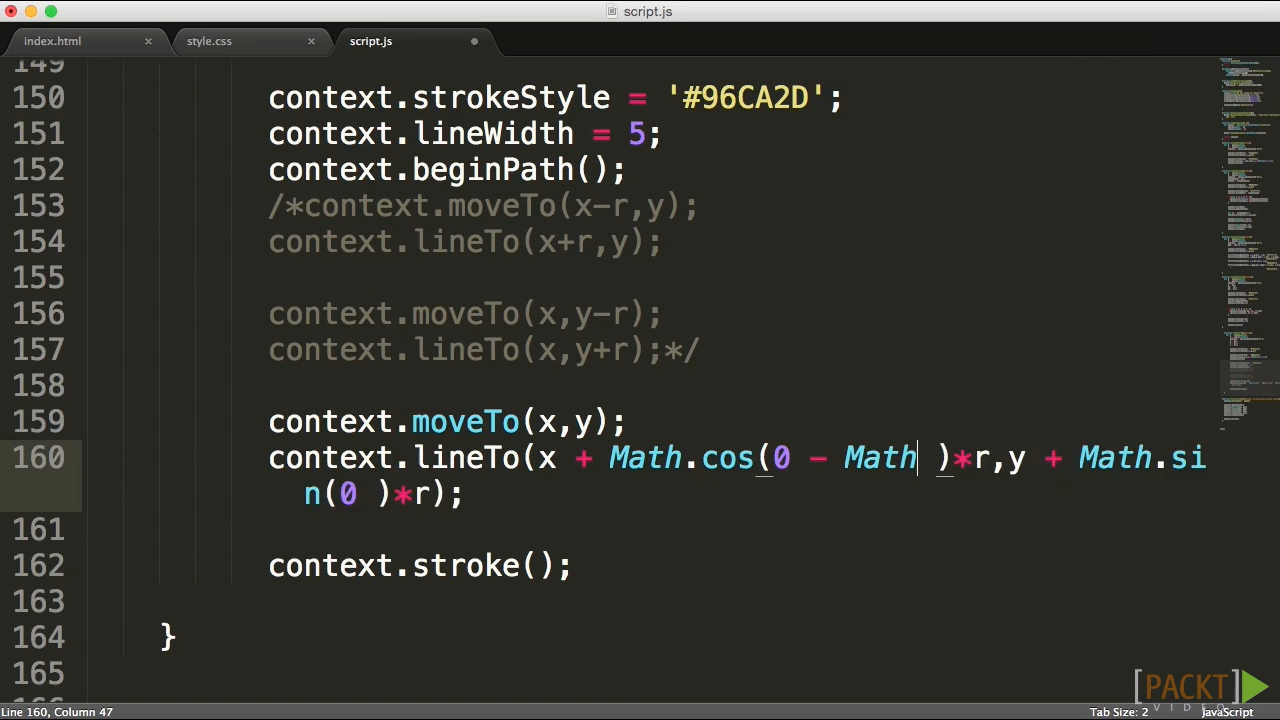 script.js
index.html × style.css × script.js
149
150 context.strokeStyle = '#96CA2D';
151 context.lineWidth = 5;
152 context.beginPath();
153 /*context.moveTo(x-r,y);
154 context.lineTo(x+r,y);
155
156 context.moveTo(x,y-r);
157 context.lineTo(x,y+r);*/
158
159 context.moveTo(x,y);
160 context.lineTo(x + Math.cos(0 - Math )*r,y + Math.si
n(0 )*r);
161
162 context.stroke();
163
164 }
165
[PACKT]
VIDEO
Line 160, Column 47 Tab Size: 2 JavaScript